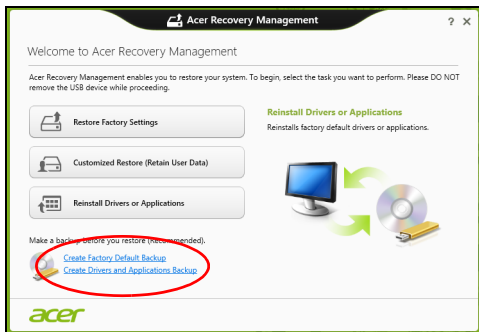 Acer Recovery Management
? X
Welcome to Acer Recovery Management
Acer Recovery Management enables you to restore your system. To begin, select the task you want to perform. Please DO NOT
remove the USB device while proceeding.
Restore Factory Settings
Customized Restore (Retain User Data)
Reinstall Drivers or Applications
Reinstall Drivers or Applications
Reinstalls factory default drivers or applications.
Make a backup before you restore (Recommended).
Create Factory Default Backup
Create Drivers and Applications Backup
acer